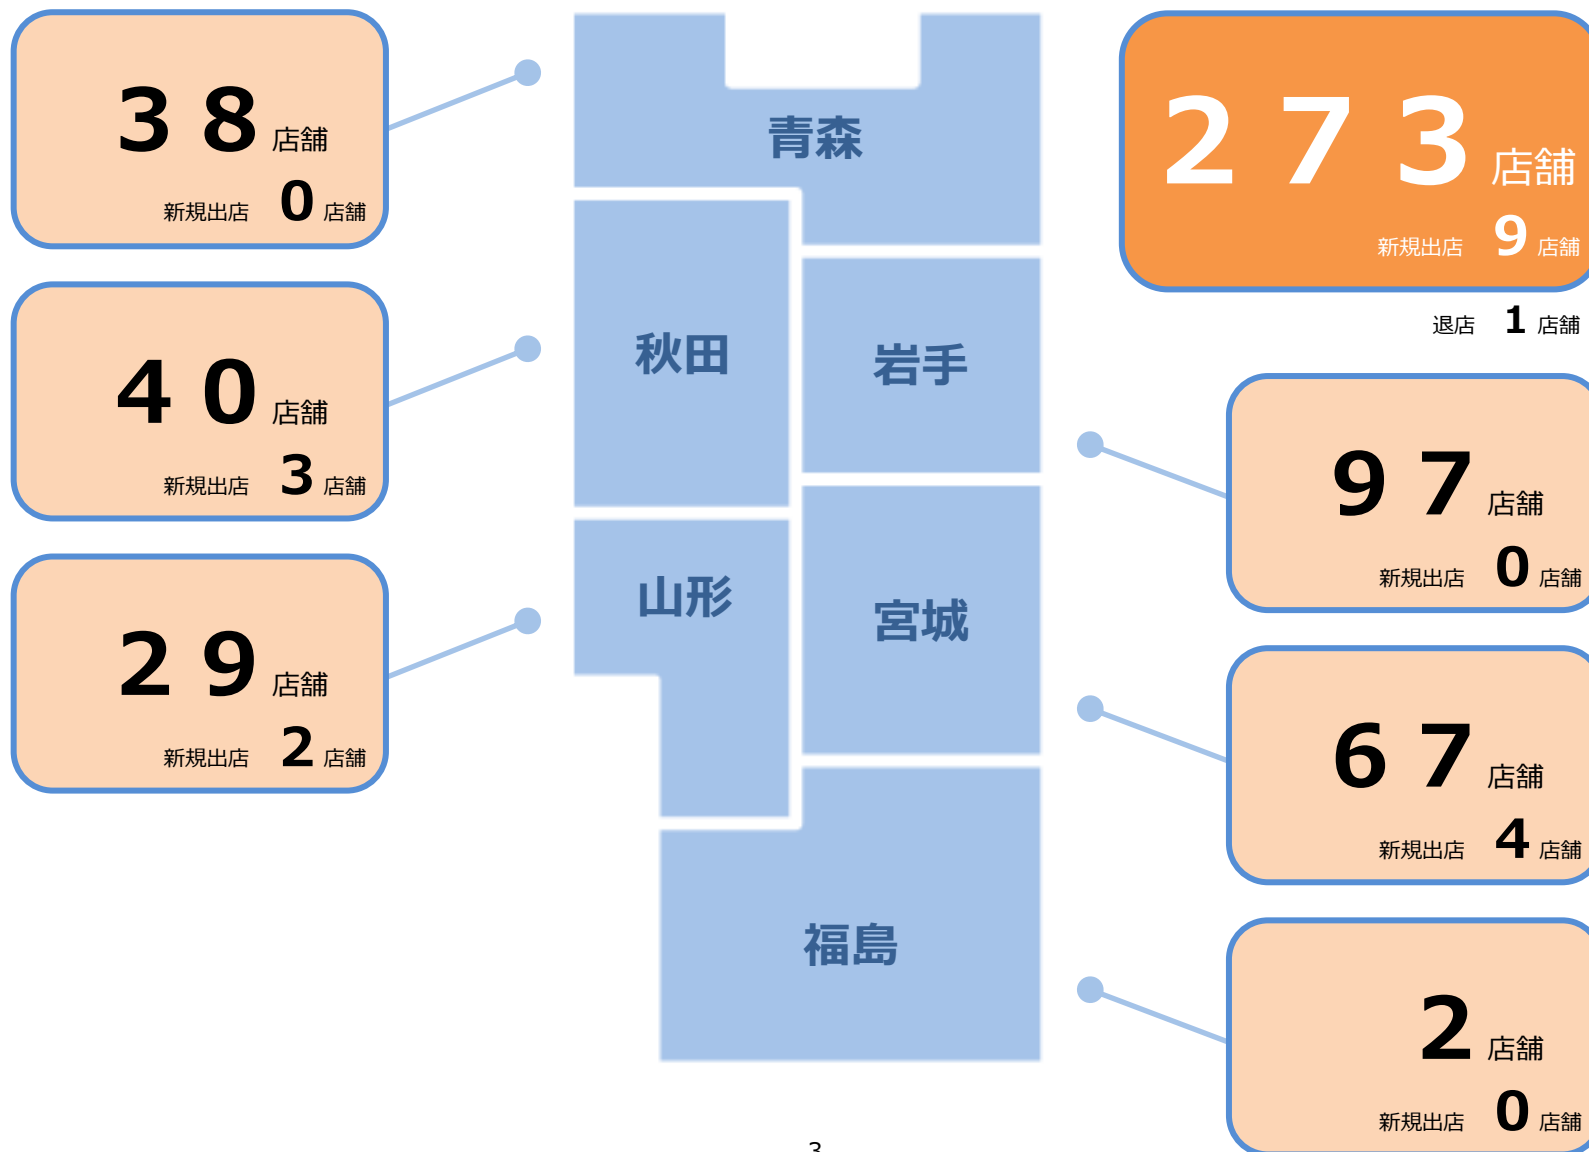 38店舗
新規出店 0店舗
40店舗
新規出店 3店舗
29店舗
新規出店 2店舗
青森
秋田
岩手
山形
宮城
福島
273店舗
新規出店 9店舗
退店 1店舗
97店舗
新規出店 0店舗
67店舗
新規出店 4店舗
2店舗
新規出店 0店舗
3